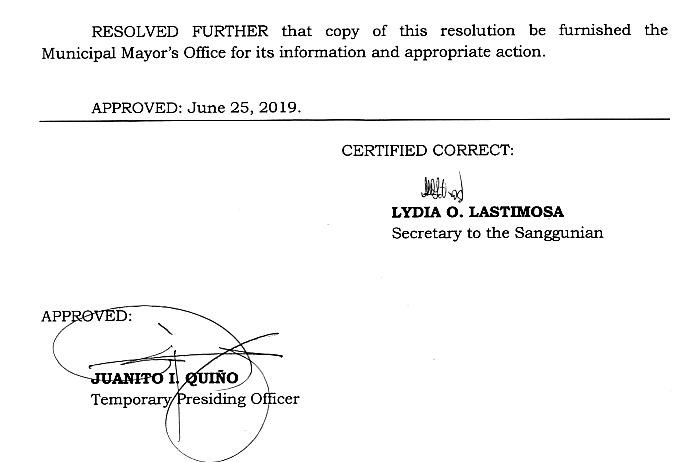 RESOLVED FURTHER that copy of this resolution be furnished the
Municipal Mayor's Office for its information and appropriate action.
APPROVED: June 25, 2019.
CERTIFIED CORRECT:
LYDIA O. LASTIMOSA
Secretary to the Sanggunian
APPROVED:
JUANITO I. QUIÑO
Temporary Presiding Officer